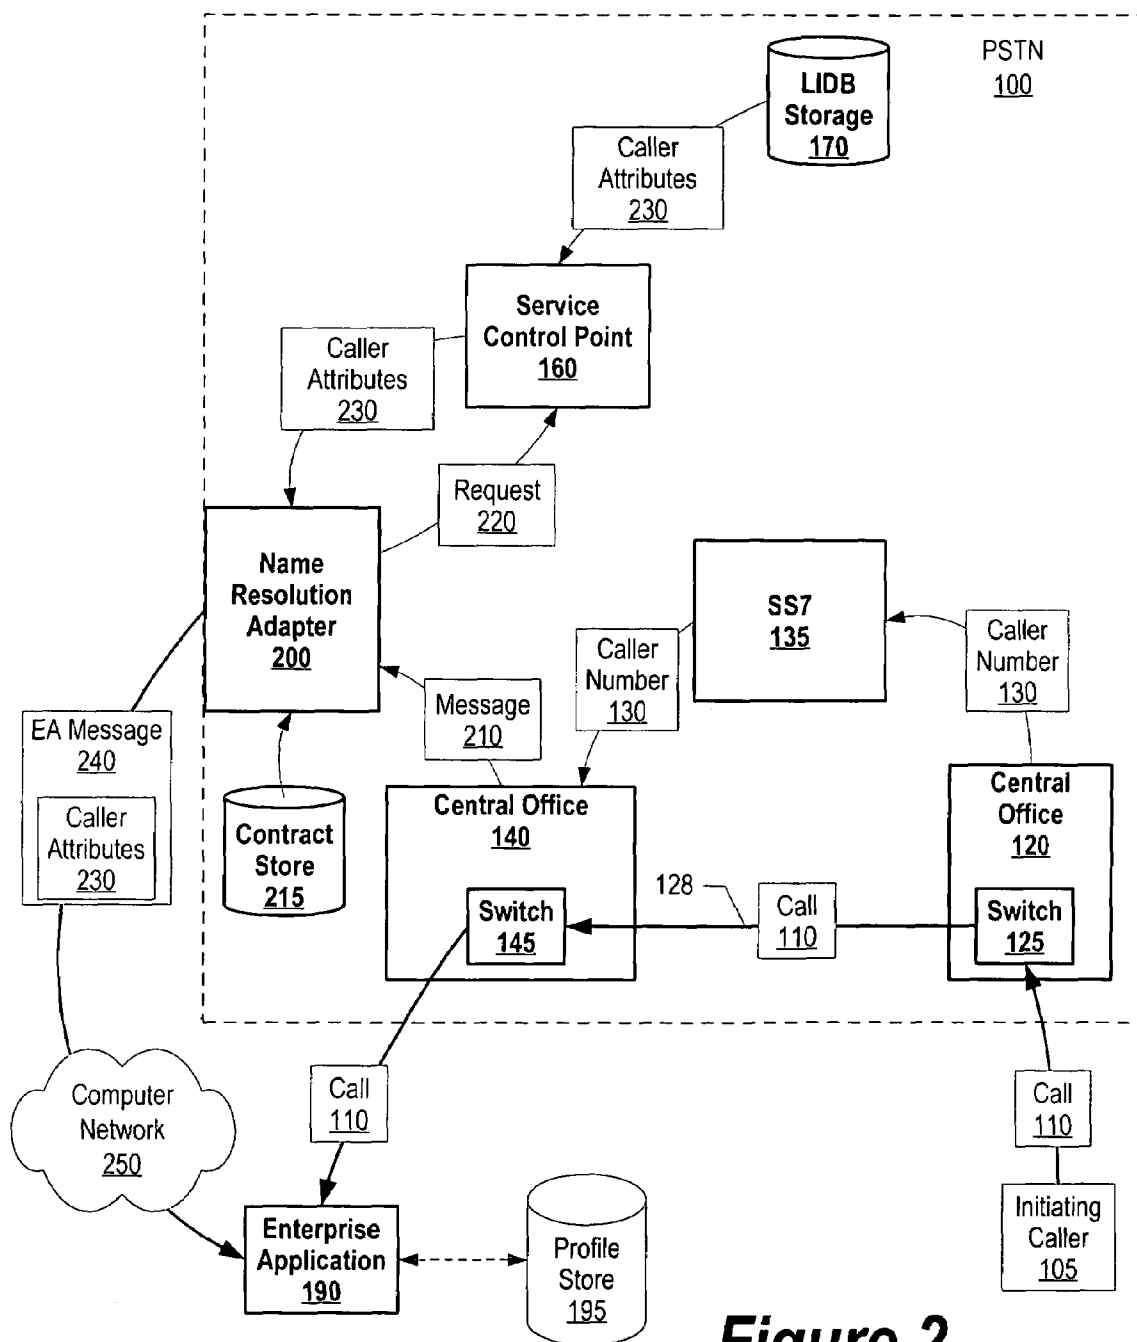 PSTN
100
LIDB
Storage
170
Caller
Attributes
230
Service
Control Point
160
Caller
Attributes
230
Request
220
Name
Resolution
Adapter
200
SS7
135
Caller
Number
130
Caller
Number
130
Message
210
EA Message
240
Caller
Attributes
230
Contract
Store
215
Central Office
140
Central
Office
120
128
Switch
145
Call
110
Switch
125
Computer
Network
250
Call
110
Call
110
Enterprise
Application
190
Profile
Store
195
Initiating
Caller
105
Figure 2